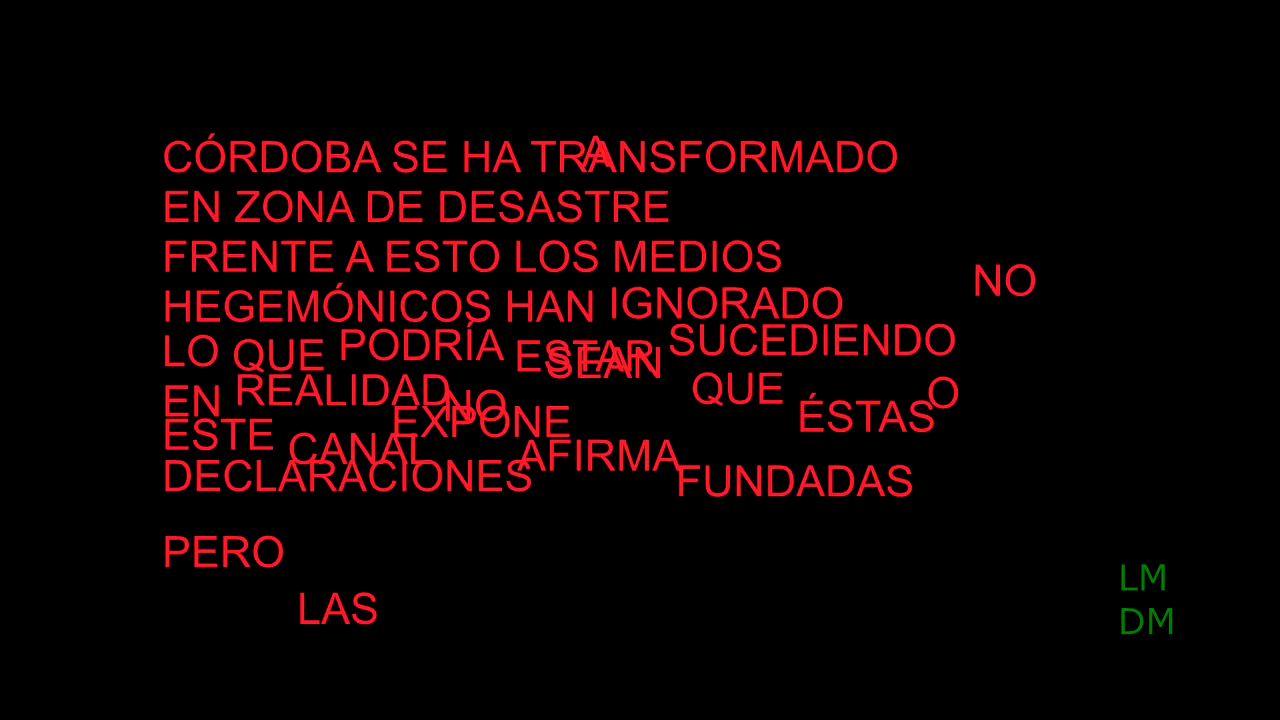 A
CÓRDOBA SE HA TRANSFORMADO
EN ZONA DE DESASTRE
FRENTE A ESTO LOS MEDIOS
NO
HEGEMÓNICOS HAN IGNORADO
LO QUE PODRÍA ESTAR SUCEDIENDO
SEAN
EN REALIDAD NO QUE O
EXPONE ÉSTAS
ESTE CANAL AFIRMA
DECLARACIONES FUNDADAS
PERO
LM
LAS
DM